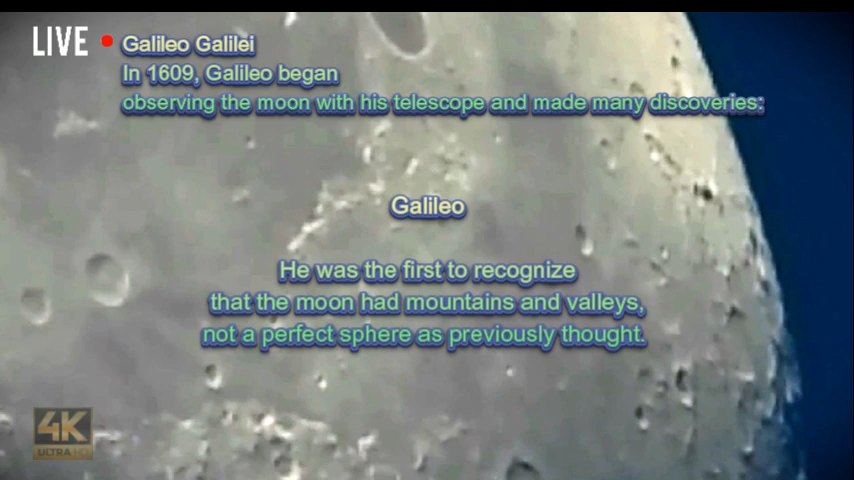 LIVE
Galileo Galilei
In 1609, Galileo began
observing the moon with his telescope and made many discoveries:
Galileo
He was the first to recognize
that the moon had mountains and valleys,
not a perfect sphere as previously thought.
4K
ULTRA HD